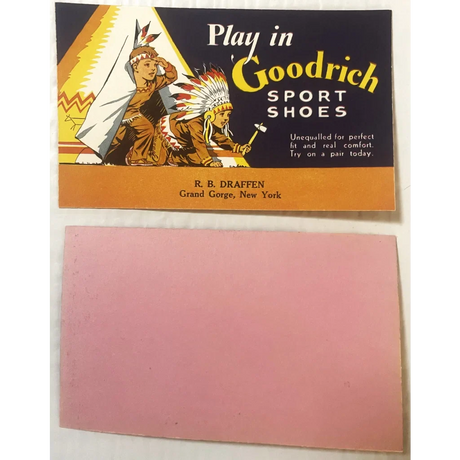 Play in
Goodrich
SPORT
SHOES
Unequalled for perfect
fit and real comfort.
Try on a pair today.
R. B. DRAFFEN
Grand Gorge, New York